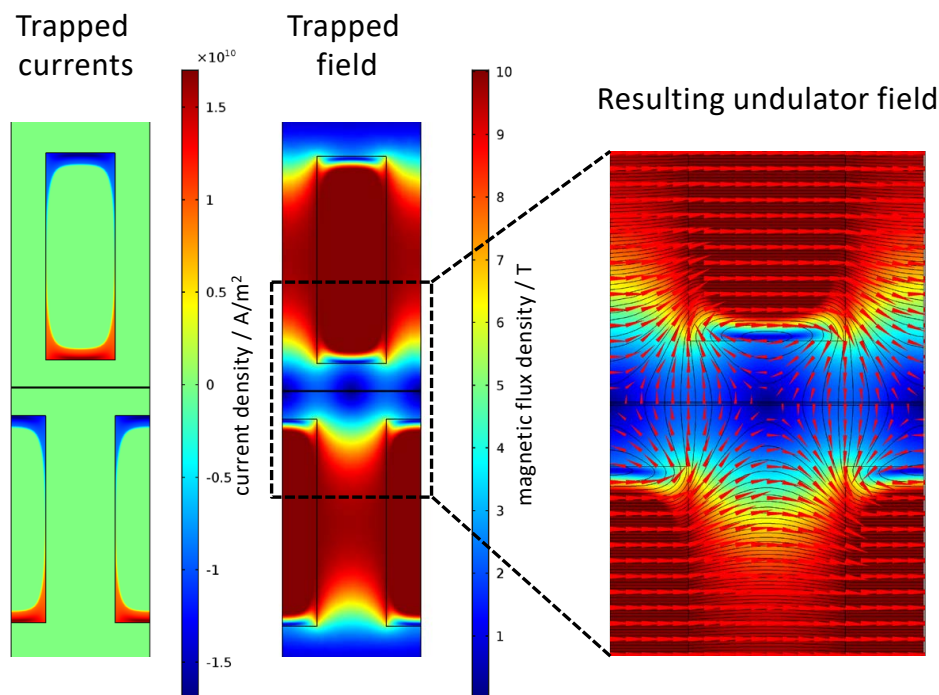 Trapped
currents
Trapped
field
Resulting undulator field
×10¹⁰
1.5
1
0.5
0
-0.5
-1
-1.5
current density / A/m²
10
9
8
7
6
5
4
3
2
1
magnetic flux density / T